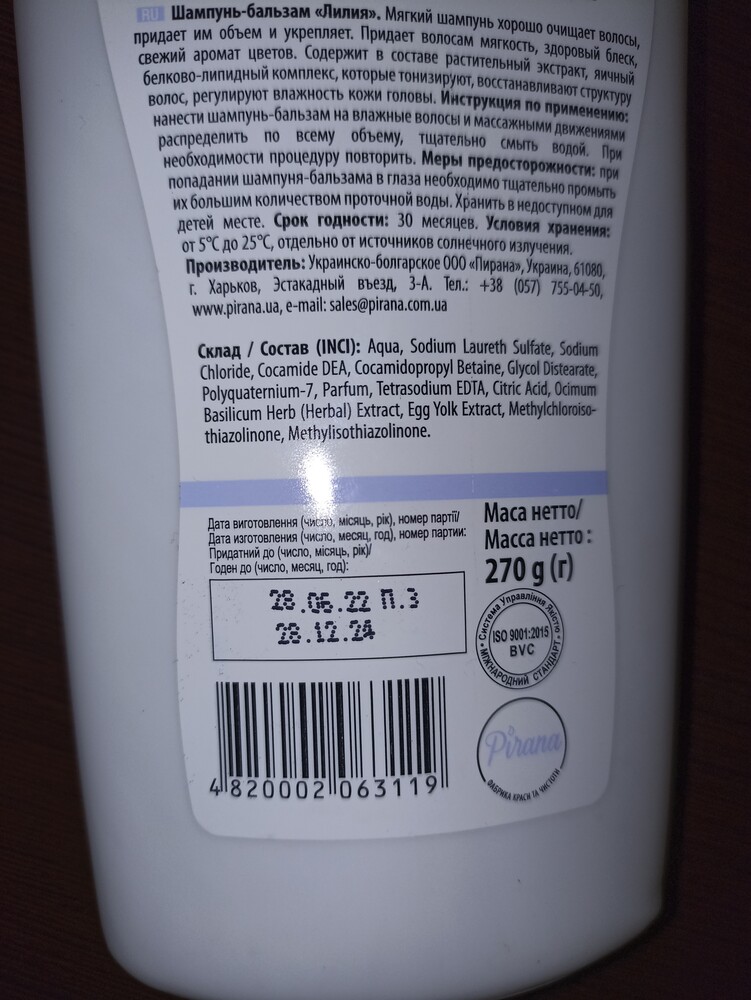 RU Шампунь-бальзам «Лилия». Мягкий шампунь хорошо очищает волосы,
придает им объем и укрепляет. Придает волосам мягкость, здоровый блеск,
свежий аромат цветов. Содержит в составе растительный экстракт, яичный
белково-липидный комплекс, которые тонизируют, восстанавливают структуру
волос, регулируют влажность кожи головы. Инструкция по применению:
нанести шампунь-бальзам на влажные волосы и массажными движениями
распределить по всему объему, тщательно смыть водой. При
необходимости процедуру повторить. Меры предосторожности: при
попадании шампуня-бальзама в глаза необходимо тщательно промыть
их большим количеством проточной воды. Хранить в недоступном для
детей месте. Срок годности: 30 месяцев. Условия хранения:
от 5°С до 25°С, отдельно от источников солнечного излучения.
Производитель: Украинско-болгарское ООО «Пирана», Украина, 61080,
г. Харьков, Эстакадный въезд, 3-А. Тел.: +38 (057) 755-04-50,
www.pirana.ua, e-mail: sales@pirana.com.ua
Склад / Состав (INCI): Aqua, Sodium Laureth Sulfate, Sodium
Chloride, Cocamide DEA, Cocamidopropyl Betaine, Glycol Distearate,
Polyquaternium-7, Parfum, Tetrasodium EDTA, Citric Acid, Ocimum
Basilicum Herb (Herbal) Extract, Egg Yolk Extract, Methylchloroiso-
thiazolinone, Methylisothiazolinone.
Дата виготовлення (число, місяць, рік), номер партії/
Дата изготовления (число, месяц, год), номер партии:
Придатний до (число, місяць, рік)/
Годен до (число, месяц, год):
28.06.22 П.3
28.12.24
Маса нетто/
Масса нетто:
270 g (г)
Система Управління Якістю
ISO 9001:2015
BVC
МІЖНАРОДНИЙ СТАНДАРТ
Pirana
ФАБРИКА КРАСИ ТА ЧИСТОТИ
4 820002 063119